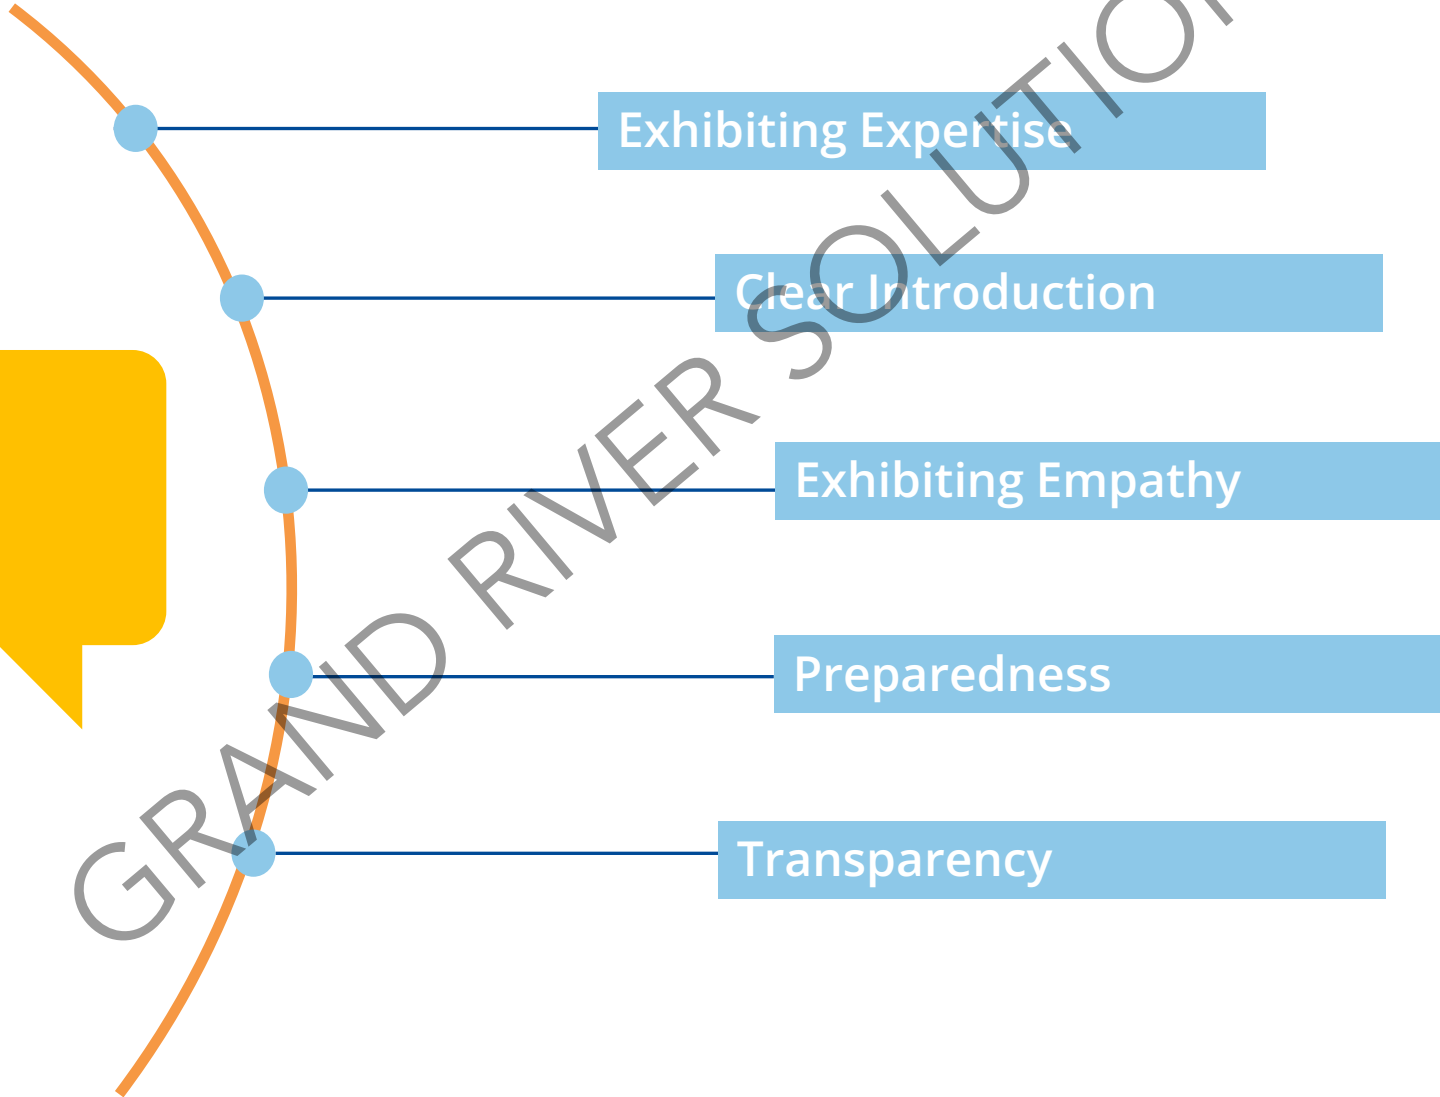 Exhibiting Expertise
Clear Introduction
Exhibiting Empathy
Preparedness
Transparency
GRAND RIVER SOLUTIO